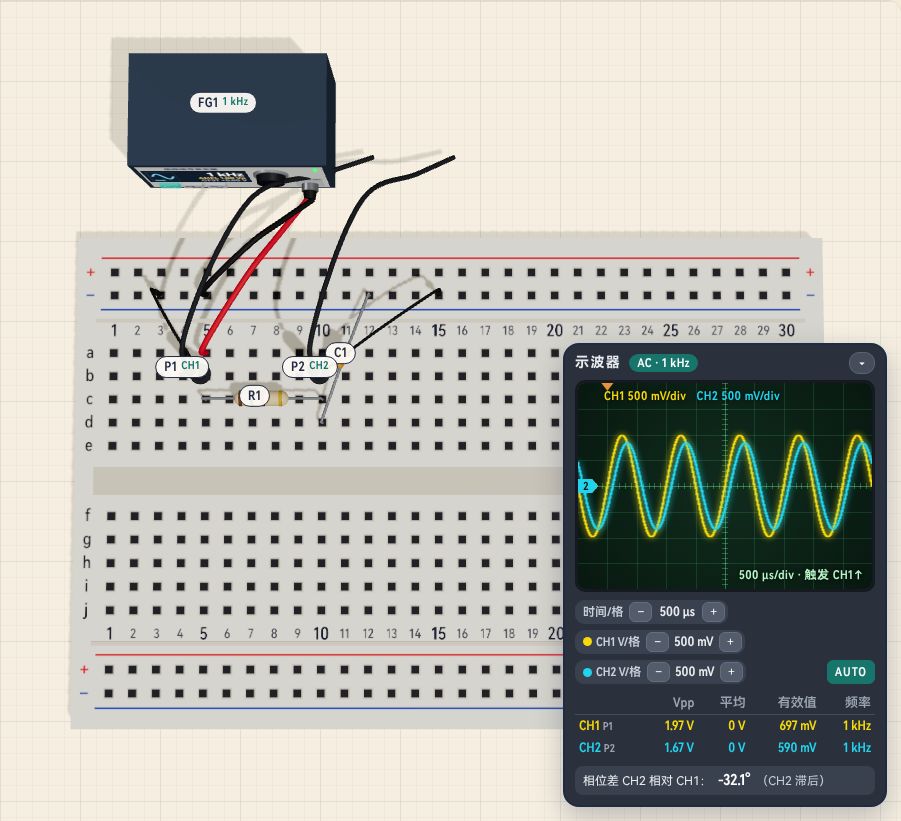 FG1 1 kHz
1 kHz
+ +
− −
1 2 3 4 5 6 7 8 9 10 11 12 13 14 15 16 17 18 19 20 21 22 23 24 25 26 27 28 29 30
a
P1 CH1
P2 CH2
C1
b
c
R1
d
e
f
g
h
i
j
1 2 3 4 5 6 7 8 9 10 11 12 13 14 15 16 17 18 19 20
+
−
示波器 AC · 1 kHz
CH1 500 mV/div CH2 500 mV/div
2
500 µs/div · 触发 CH1↑
时间/格 − 500 µs +
CH1 V/格 − 500 mV +
CH2 V/格 − 500 mV + AUTO
Vpp 平均 有效值 频率
CH1 P1 1.97 V 0 V 697 mV 1 kHz
CH2 P2 1.67 V 0 V 590 mV 1 kHz
相位差 CH2 相对 CH1: -32.1° （CH2 滞后）